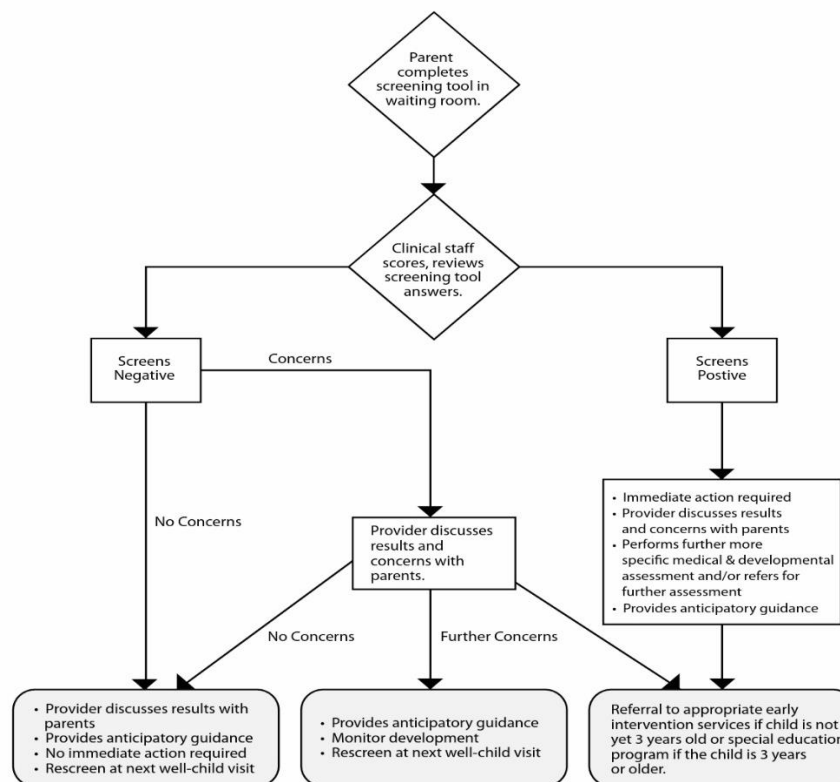 Parent
completes
screening tool in
waiting room.
Clinical staff
scores, reviews
screening tool
answers.
Screens
Negative
Concerns
Screens
Postive
No Concerns
Provider discusses
results and
concerns with
parents.
• Immediate action required
• Provider discusses results
and concerns with parents
• Performs further more
specific medical & developmental
assessment and/or refers for
further assessment
• Provides anticipatory guidance
No Concerns
Further Concerns
• Provider discusses results with
parents
• Provides anticipatory guidance
• No immediate action required
• Rescreen at next well-child visit
• Provides anticipatory guidance
• Monitor development
• Rescreen at next well-child visit
Referral to appropriate early
intervention services if child is not
yet 3 years old or special education
program if the child is 3 years
or older.